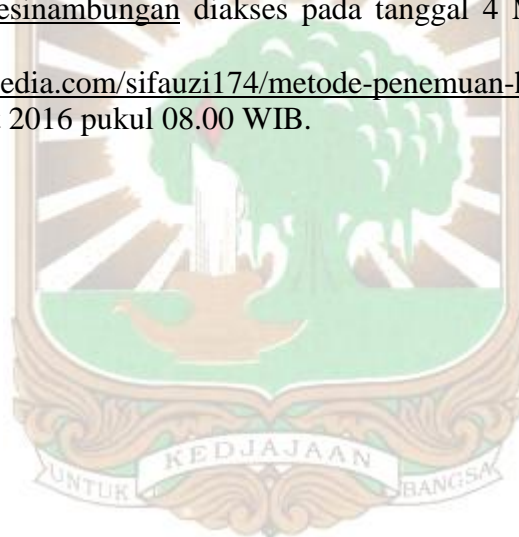 esinambungan diakses pada tanggal 4
edia.com/sifauzi174/metode-penemuan-
2016 pukul 08.00 WIB.
UNTUK KEDJAJAAN BANGSA